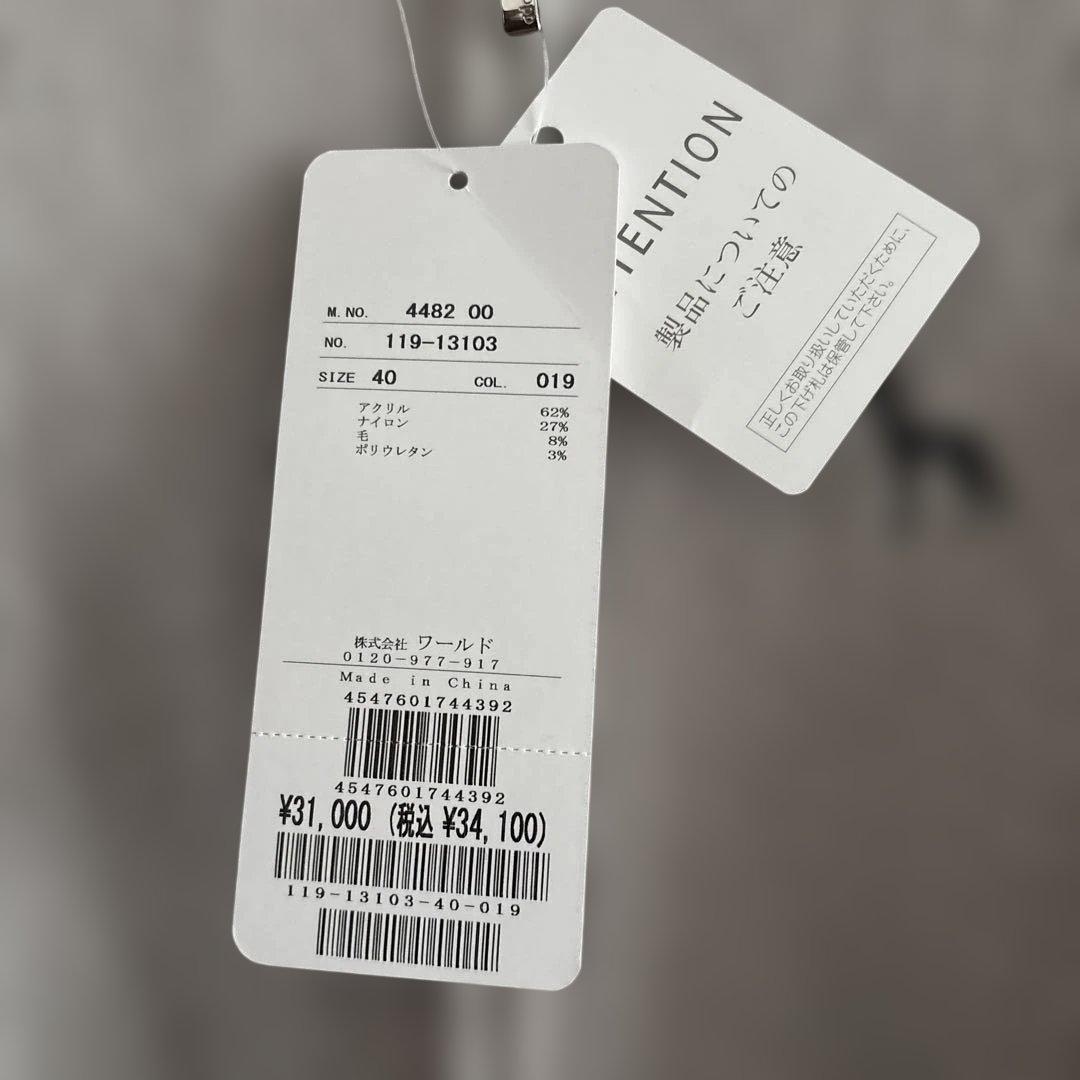 M. NO. 4482 00
NO. 119-13103
SIZE 40 COL. 019
アクリル 62%
ナイロン 27%
毛 8%
ポリウレタン 3%
株式会社 ワールド
0120-977-917
Made in China
4547601744392
4547601744392
¥31,000 (税込 ¥34,100)
119-13103-40-019
製品についての
ご注意
正しくお取り扱いしていただくために、
この下げ札は保管して下さい。